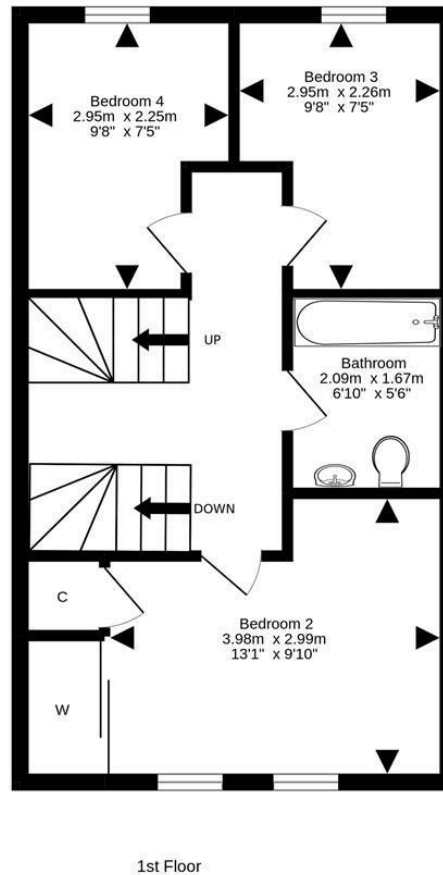 Bedroom 4
2.95m x 2.25m
9'8" x 7'5"
Bedroom 3
2.95m x 2.26m
9'8" x 7'5"
UP
Bathroom
2.09m x 1.67m
6'10" x 5'6"
DOWN
C
Bedroom 2
3.98m x 2.99m
13'1" x 9'10"
W
1st Floor